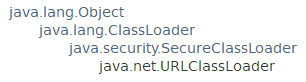 java.lang.Object
java.lang.ClassLoader
java.security.SecureClassLoader
java.net.URLClassLoader